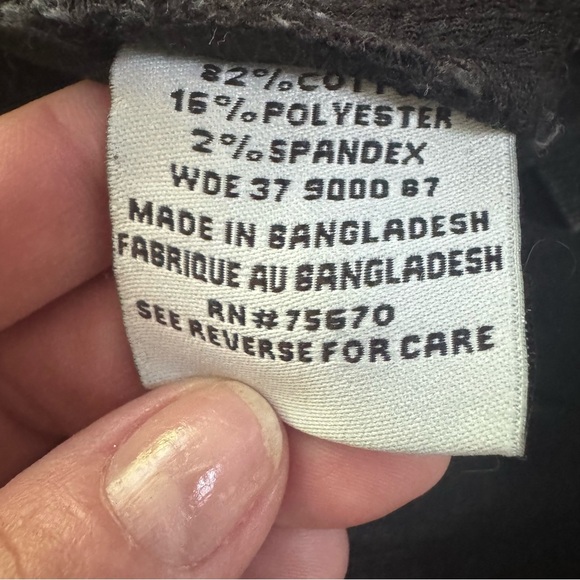 82% COTTON
16% POLYESTER
2% SPANDEX
WDE 37 9000 67
MADE IN BANGLADESH
FABRIQUE AU BANGLADESH
RN#75670
SEE REVERSE FOR CARE